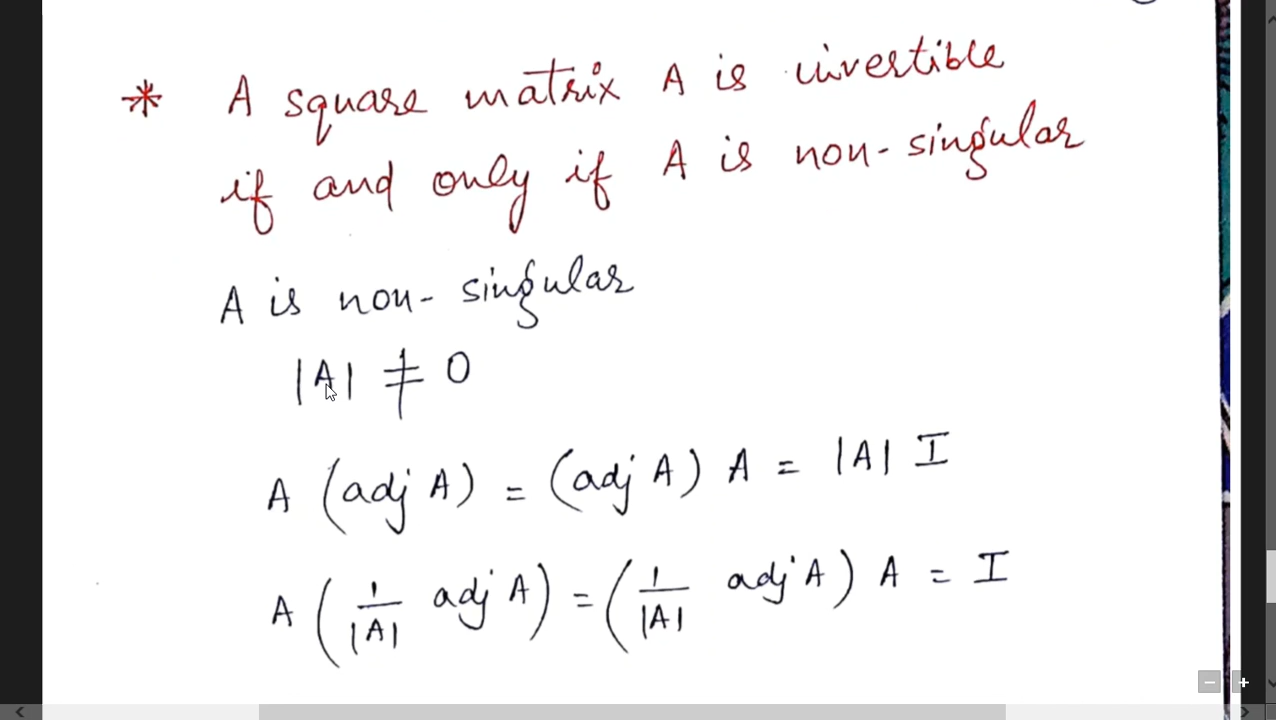 * A square matrix A is invertible
if and only if A is non-singular
A is non-singular
|A| ≠ 0
A (adj A) = (adj A) A = |A| I
A (1/|A| adj A) = (1/|A| adj A) A = I